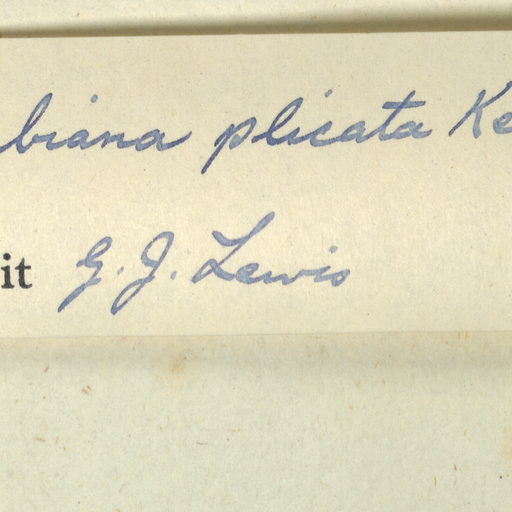 biana plicata Ke
it G. J. Lewis